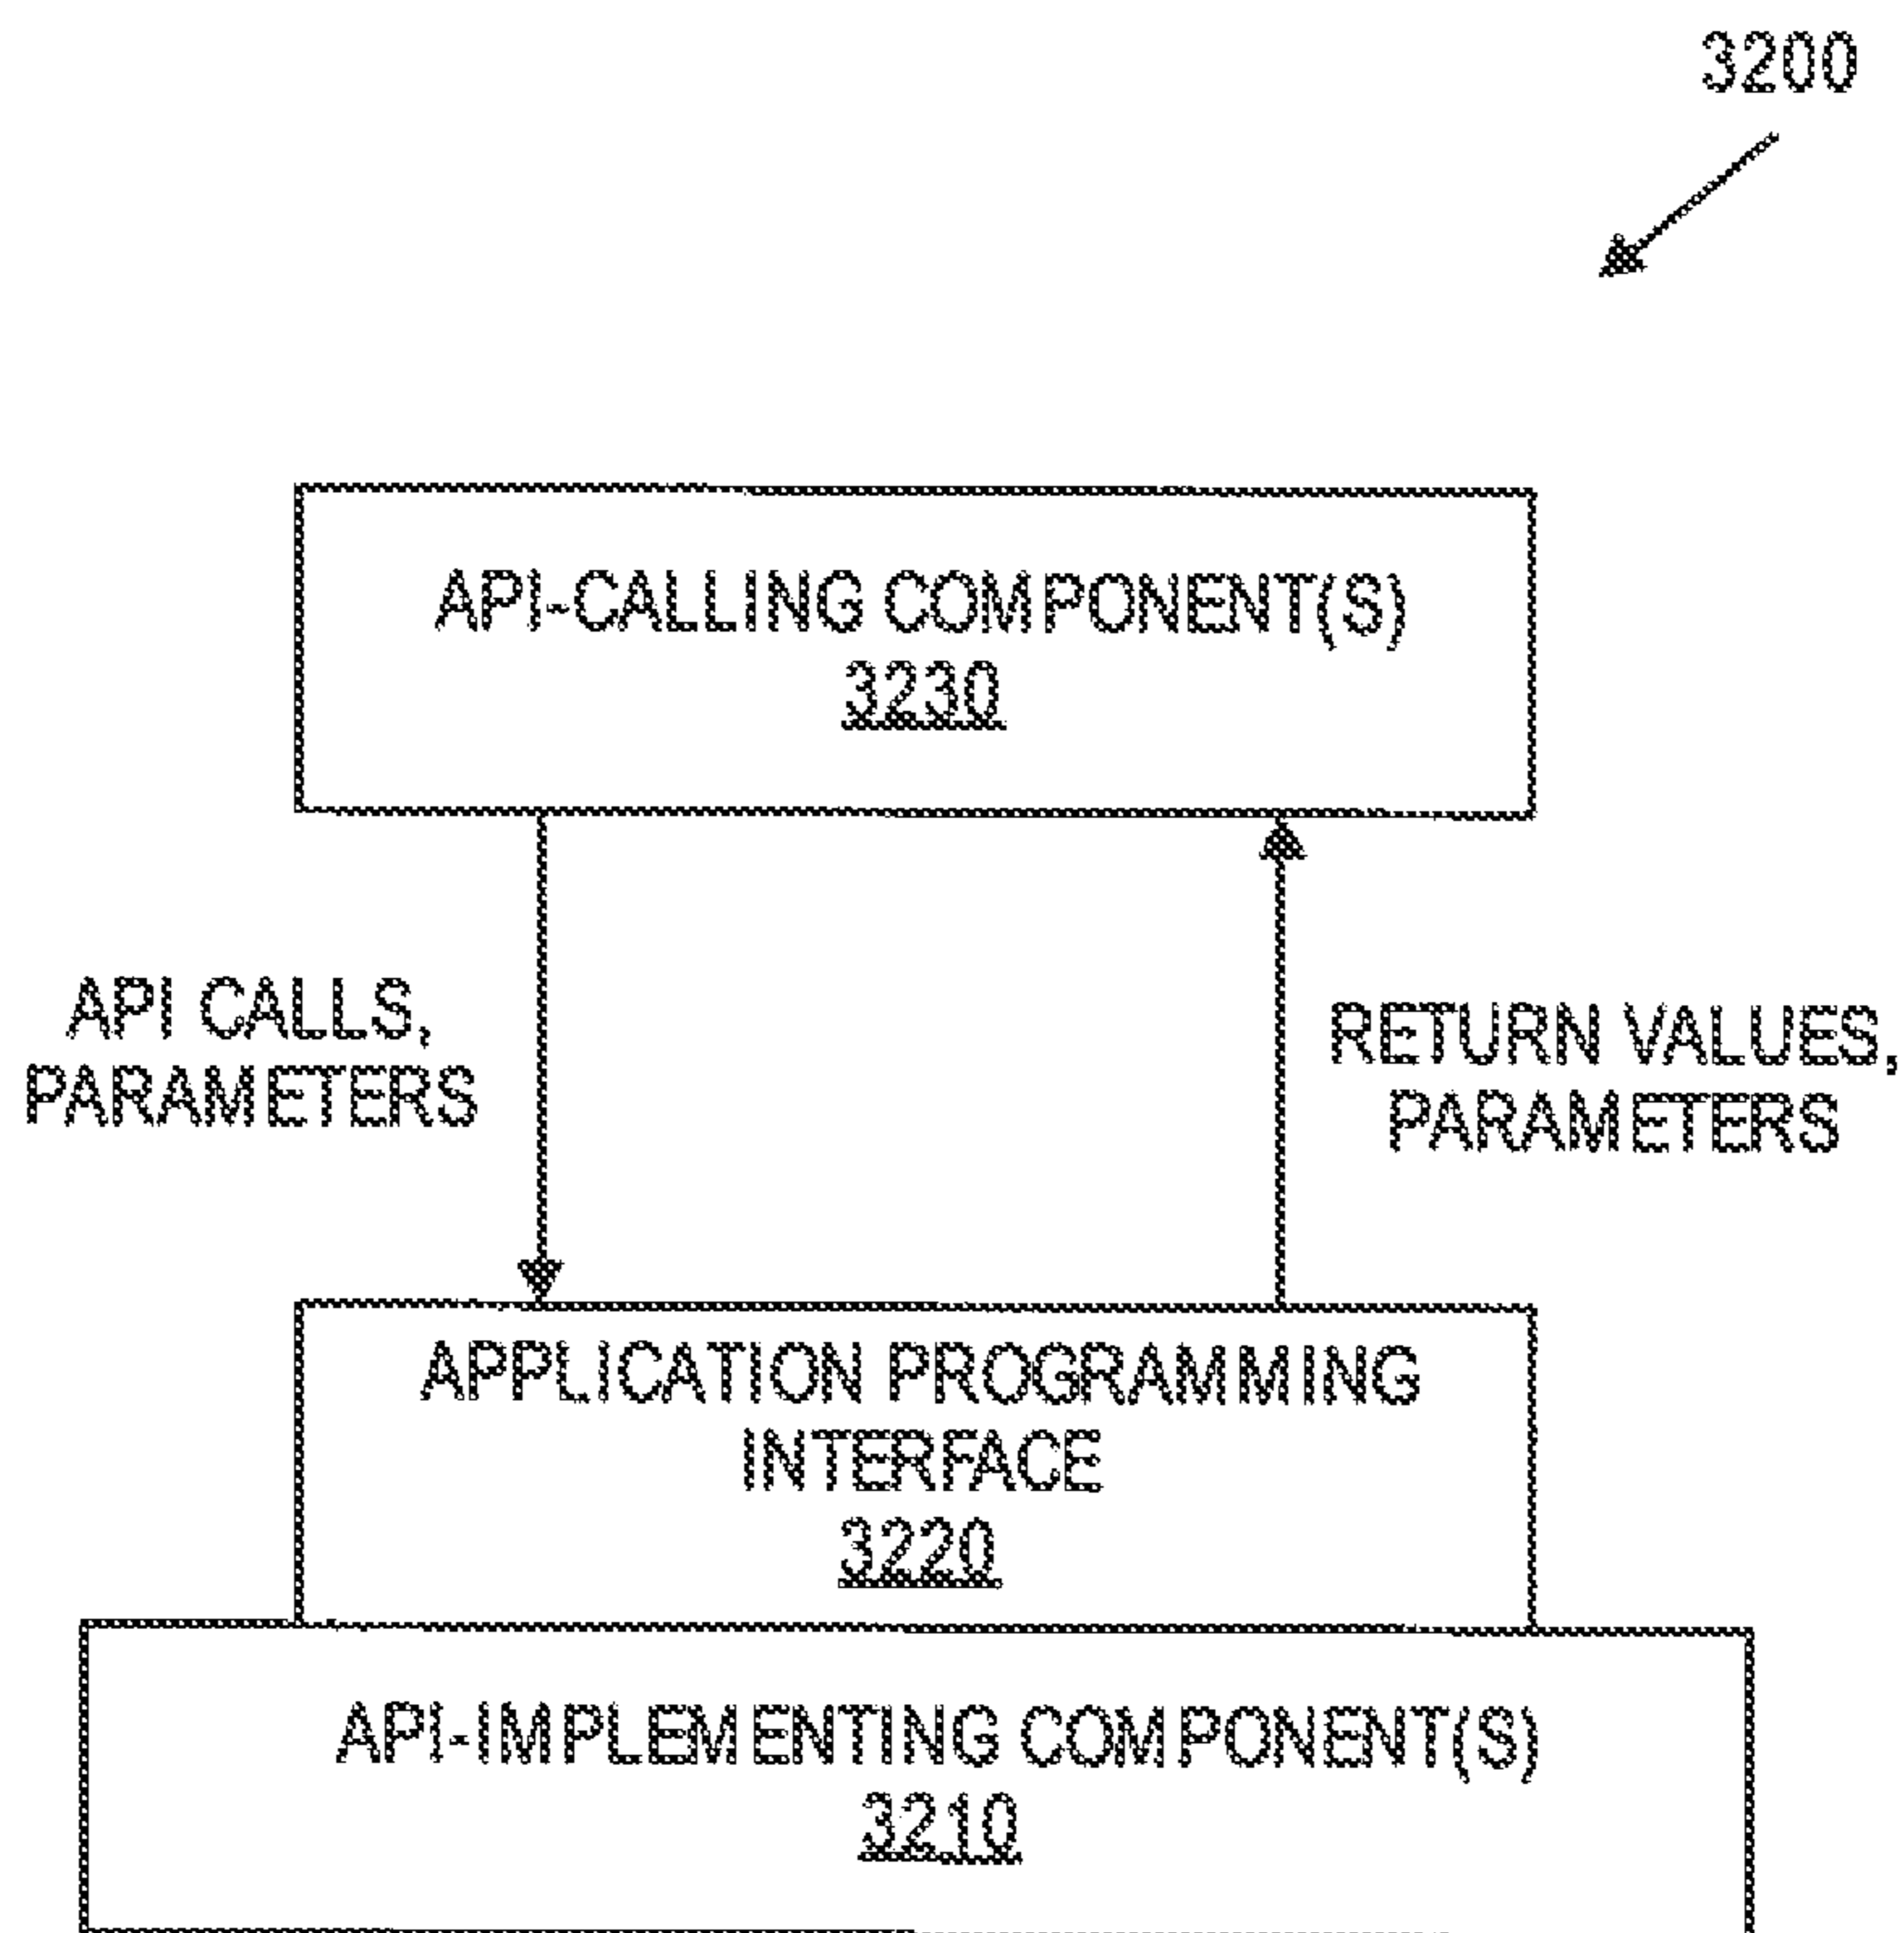 3200
API-CALLING COMPONENT(S)
3230
API CALLS,
PARAMETERS
RETURN VALUES,
PARAMETERS
APPLICATION PROGRAMMING
INTERFACE
3220
API-IMPLEMENTING COMPONENT(S)
3210